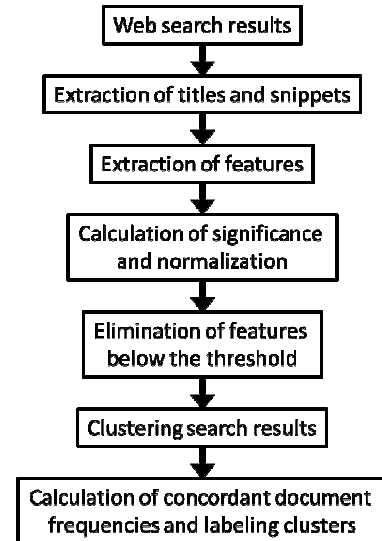 Web search results
Extraction of titles and snippets
Extraction of features
Calculation of significance
and normalization
Elimination of features
below the threshold
Clustering search results
Calculation of concordant document
frequencies and labeling clusters